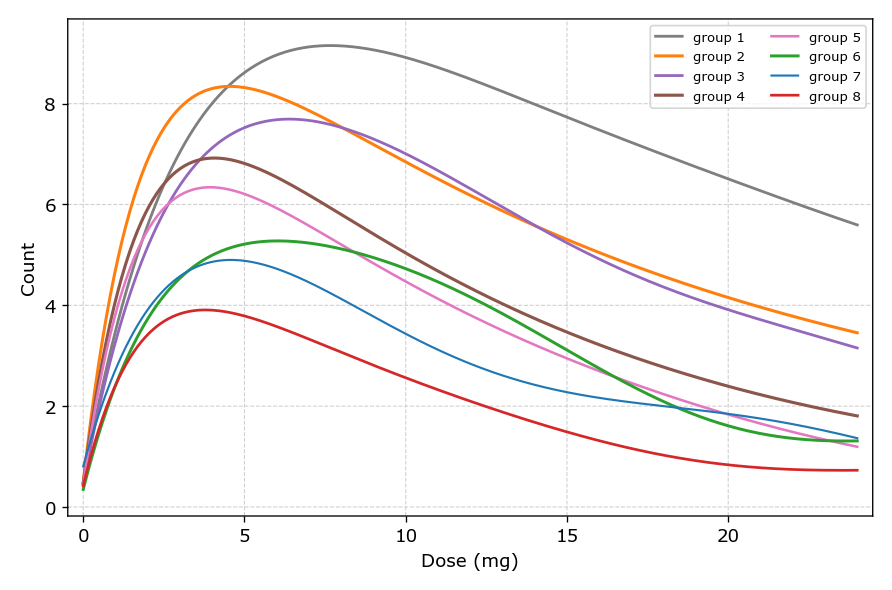 group 1
group 2
group 3
group 4
group 5
group 6
group 7
group 8
Count
8
6
4
2
0
0 5 10 15 20
Dose (mg)